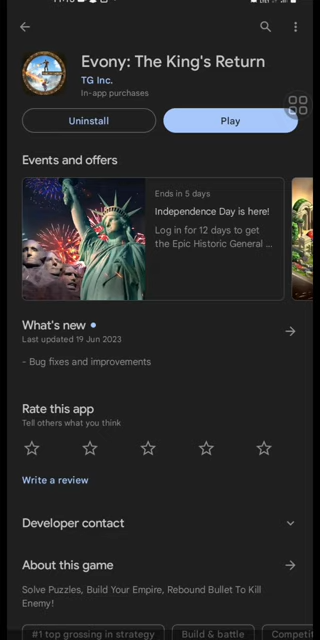 Evony: The King's Return
TG Inc.
In-app purchases
Uninstall
Play
Events and offers
Ends in 5 days
Independence Day is here!
Log in for 12 days to get
the Epic Historic General ...
What's new
Last updated 19 Jun 2023
- Bug fixes and improvements
Rate this app
Tell others what you think
Write a review
Developer contact
About this game
Solve Puzzles, Build Your Empire, Rebound Bullet To Kill
Enemy!
#1 top grossing in strategy
Build & battle
Competit